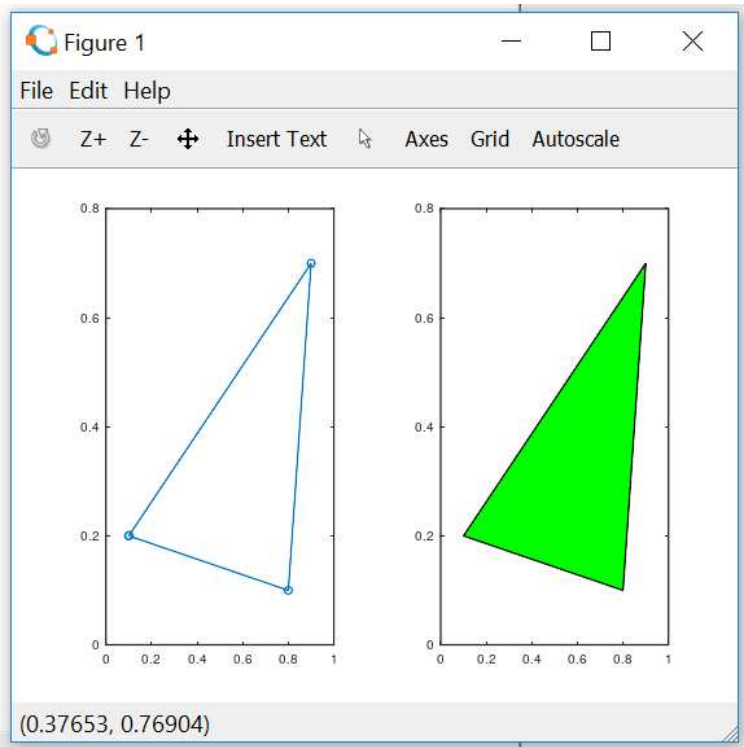 Figure 1
File Edit Help
Z+ Z- Insert Text Axes Grid Autoscale
0.8 0.8
0.6 0.6
0.4 0.4
0.2 0.2
0 0
0 0.2 0.4 0.6 0.8 1 0 0.2 0.4 0.6 0.8 1
(0.37653, 0.76904)